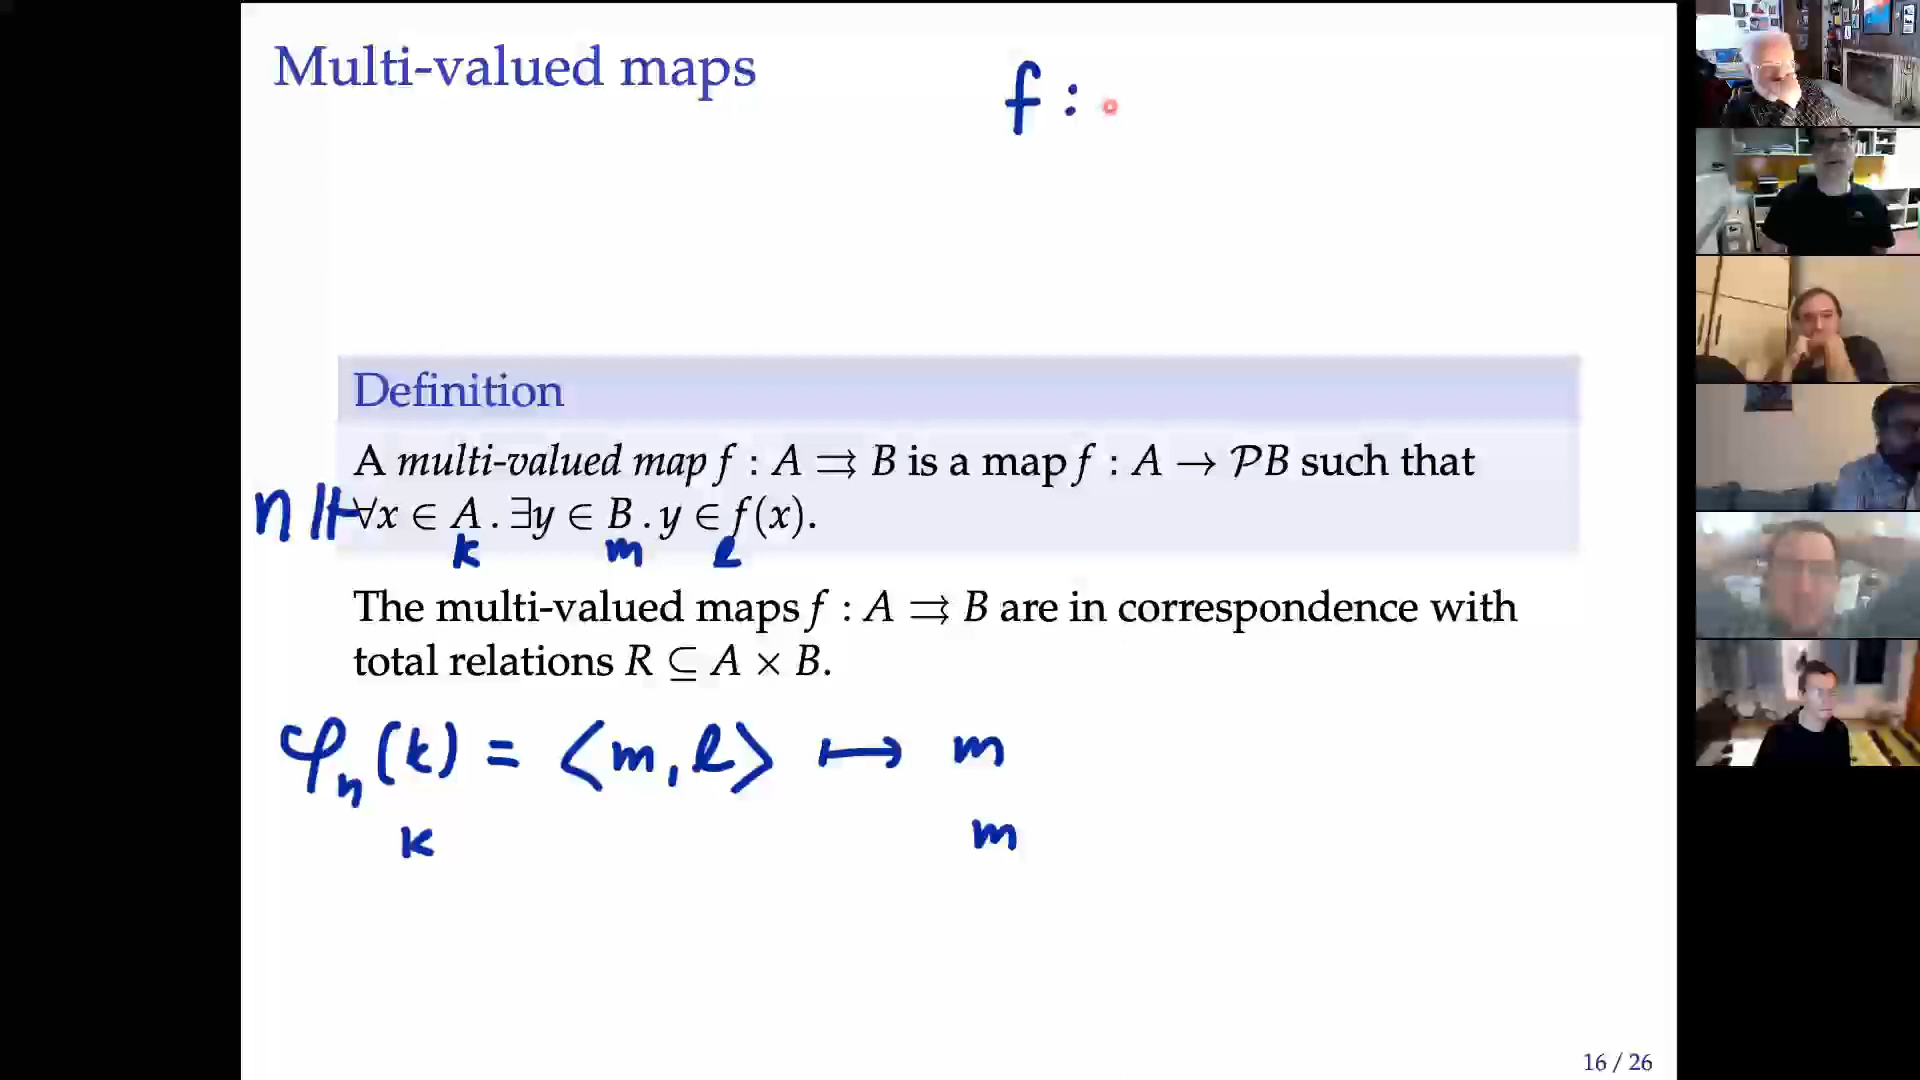 Multi-valued maps
f :
Definition
A multi-valued map f : A ⇉ B is a map f : A → 𝒫B such that
n ⊩ ∀x ∈ A . ∃y ∈ B . y ∈ f(x).
k m l
The multi-valued maps f : A ⇉ B are in correspondence with
total relations R ⊆ A × B.
φₙ(k) = ⟨m, l⟩ ↦ m
k m
16 / 26